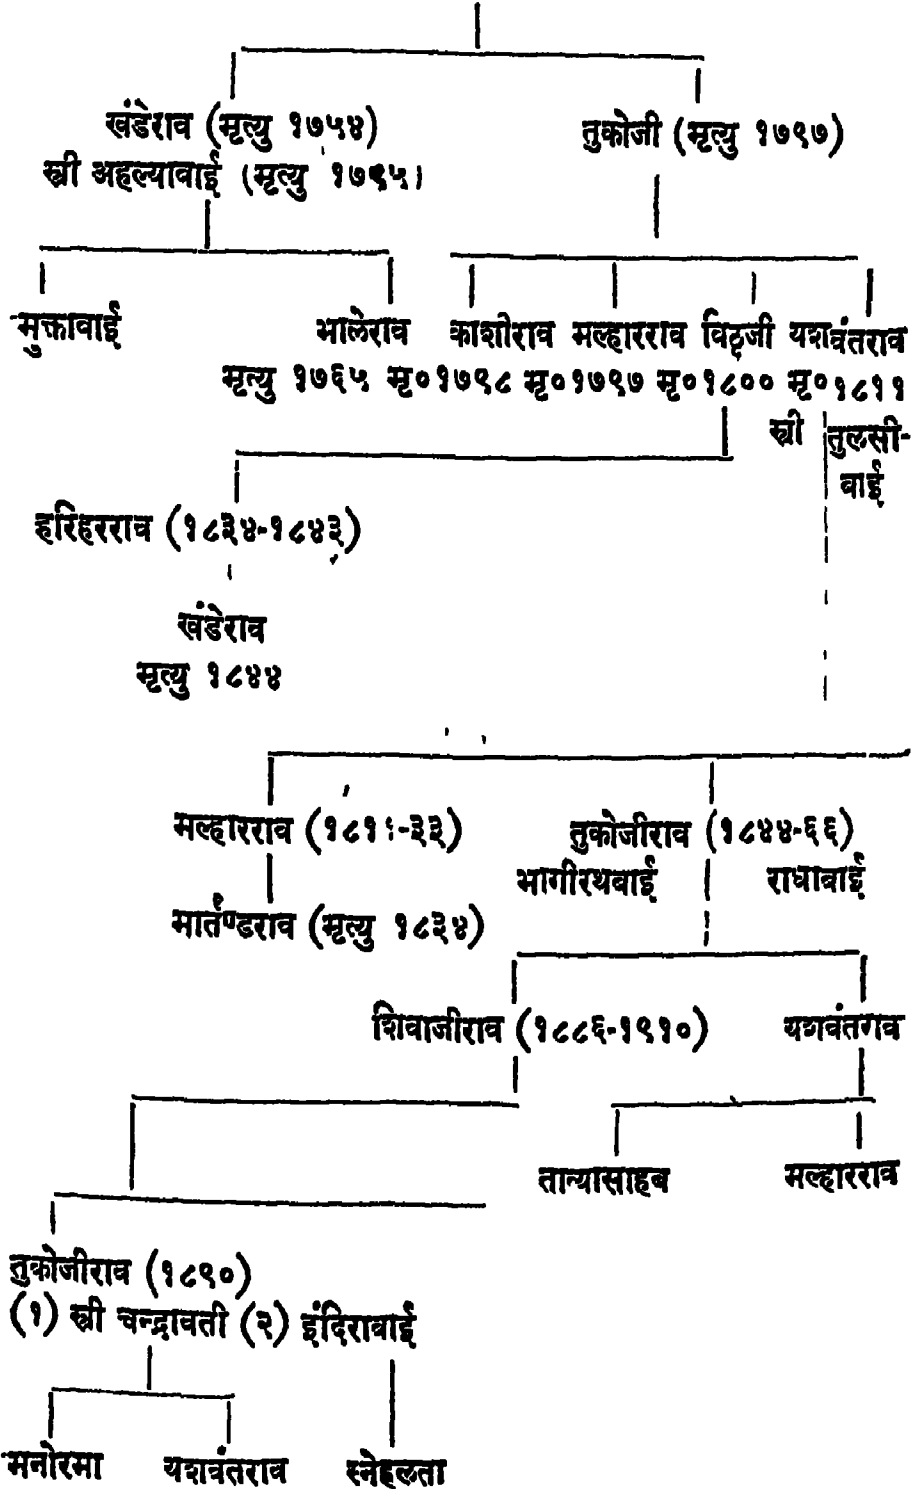 खंडेराव (मृत्यु १७५४) तुकोजी (मृत्यु १७९७)
स्त्री अहल्यावाई (मृत्यु १७९५)
मुक्तावाई भालेराव काशीराव मल्हारराव विठ्ठजी यशवंतराव
मृत्यु १७६५ मृ०१७९८ मृ०१७९७ मृ०१८०० मृ०१८११
स्त्री तुलसी-
वाई
हरिहरराव (१८३४-१८४३)
खंडेराव
मृत्यु १८४४
मल्हारराव (१८११-३३) तुकोजीराव (१८४४-६६)
भागीरथबाई राधाबाई
मार्तण्डराव (मृत्यु १८३४)
शिवाजीराव (१८८६-१९१०) यशवंतराव
तात्यासाहब मल्हारराव
तुकोजीराव (१८९०)
(१) स्त्री चन्द्रावती (२) इंदिराबाई
मनोरमा यशवंतराव स्नेहलता